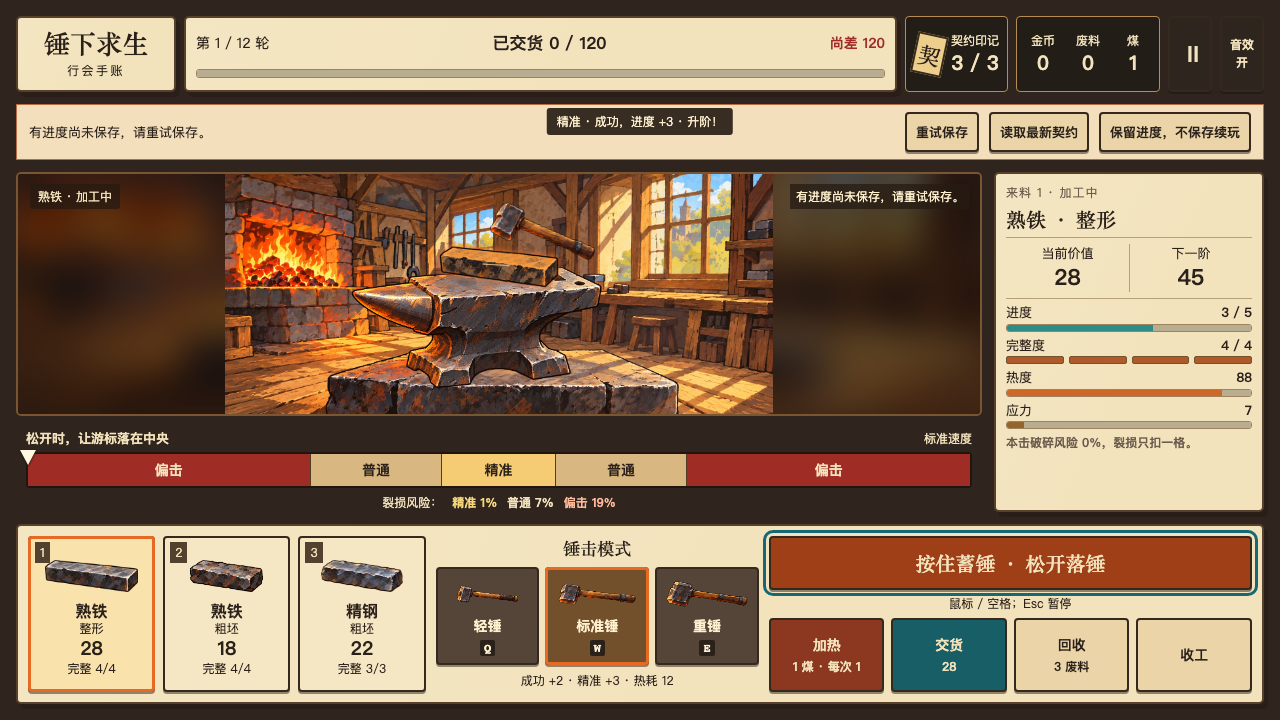 锤下求生
行会手账
第 1 / 12 轮
已交货 0 / 120
尚差 120
契
契约印记
3 / 3
金币
0
废料
0
煤
1
II
音效
开
有进度尚未保存，请重试保存。
精准 · 成功，进度 +3 · 升阶！
重试保存
读取最新契约
保留进度，不保存续玩
熟铁 · 加工中
有进度尚未保存，请重试保存。
来料 1 · 加工中
熟铁 · 整形
当前价值
28
下一阶
45
进度
3 / 5
完整度
4 / 4
热度
88
应力
7
本击破碎风险 0%，裂损只扣一格。
松开时，让游标落在中央
标准速度
偏击
普通
精准
普通
偏击
裂损风险：
精准 1%
普通 7%
偏击 19%
1
熟铁
整形
28
完整 4/4
2
熟铁
粗坯
18
完整 4/4
3
精钢
粗坯
22
完整 3/3
锤击模式
轻锤
Q
标准锤
W
重锤
E
成功 +2 · 精准 +3 · 热耗 12
按住蓄锤 · 松开落锤
鼠标 / 空格；Esc 暂停
加热
1 煤 · 每次 1
交货
28
回收
3 废料
收工